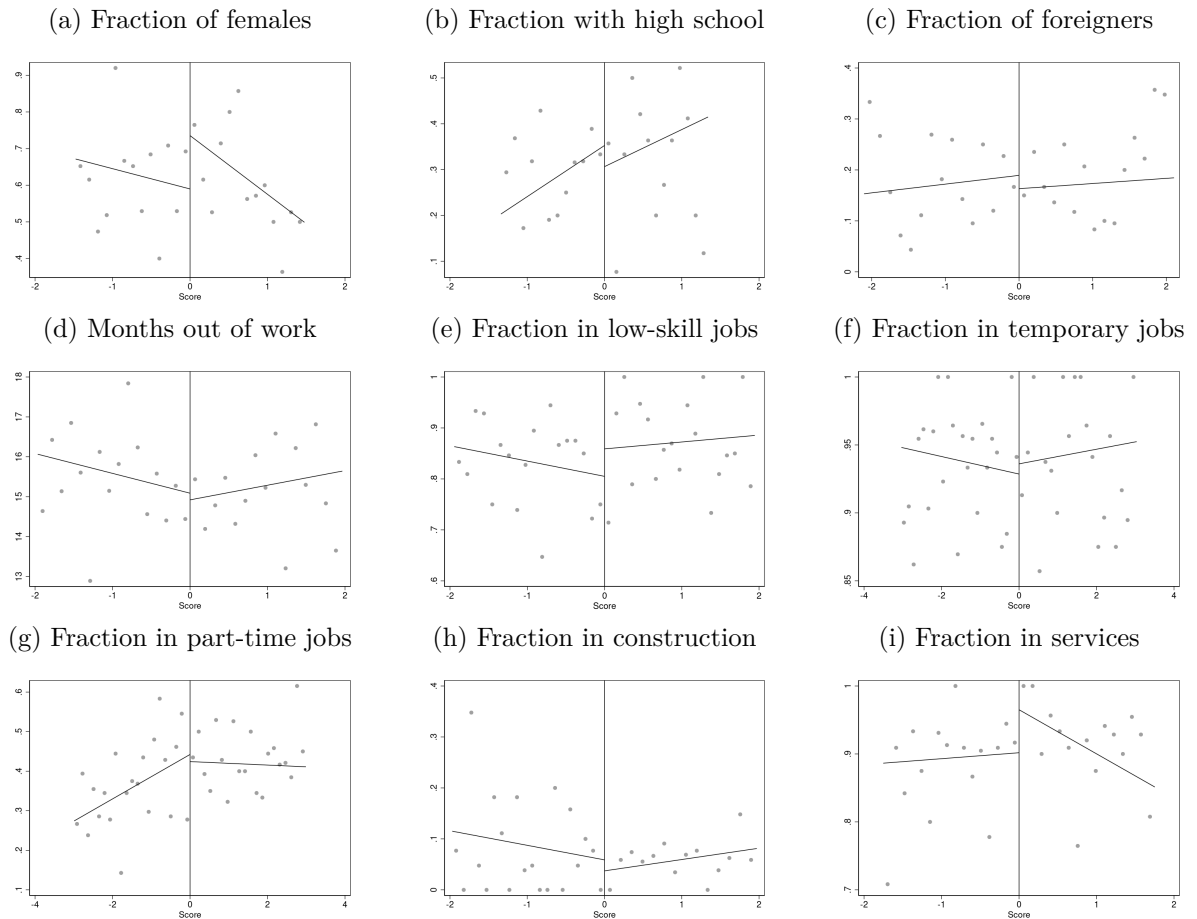 (a) Fraction of females
(b) Fraction with high school
(c) Fraction of foreigners
.9
.8
.7
.6
.5
.4
-2 -1 0 1 2
Score
.5
.4
.3
.2
.1
-2 -1 0 1 2
Score
.4
.3
.2
.1
0
-2 -1 0 1 2
Score
(d) Months out of work
(e) Fraction in low-skill jobs
(f) Fraction in temporary jobs
18
17
16
15
14
13
-2 -1 0 1 2
Score
1
.9
.8
.7
.6
-2 -1 0 1 2
Score
1
.95
.9
.85
-4 -2 0 2 4
Score
(g) Fraction in part-time jobs
(h) Fraction in construction
(i) Fraction in services
.6
.5
.4
.3
.2
.1
-4 -2 0 2 4
Score
.4
.3
.2
.1
0
-2 -1 0 1 2
Score
1
.9
.8
.7
-2 -1 0 1 2
Score